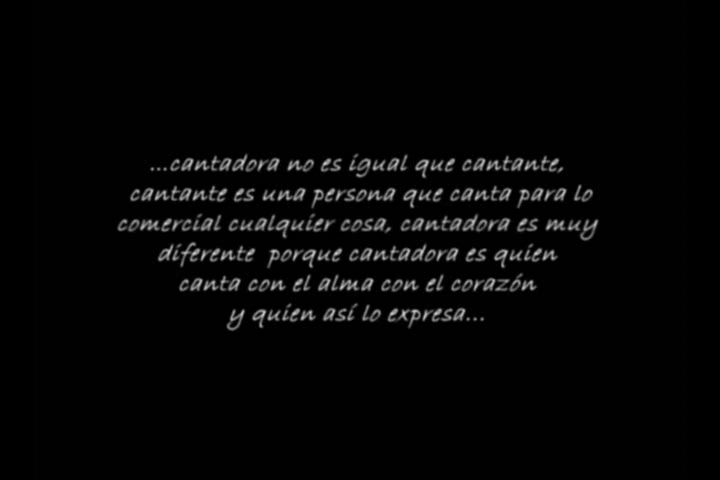 ...cantadora no es igual que cantante,
cantante es una persona que canta para lo
comercial cualquier cosa, cantadora es muy
diferente porque cantadora es quien
canta con el alma con el corazón
y quien así lo expresa...